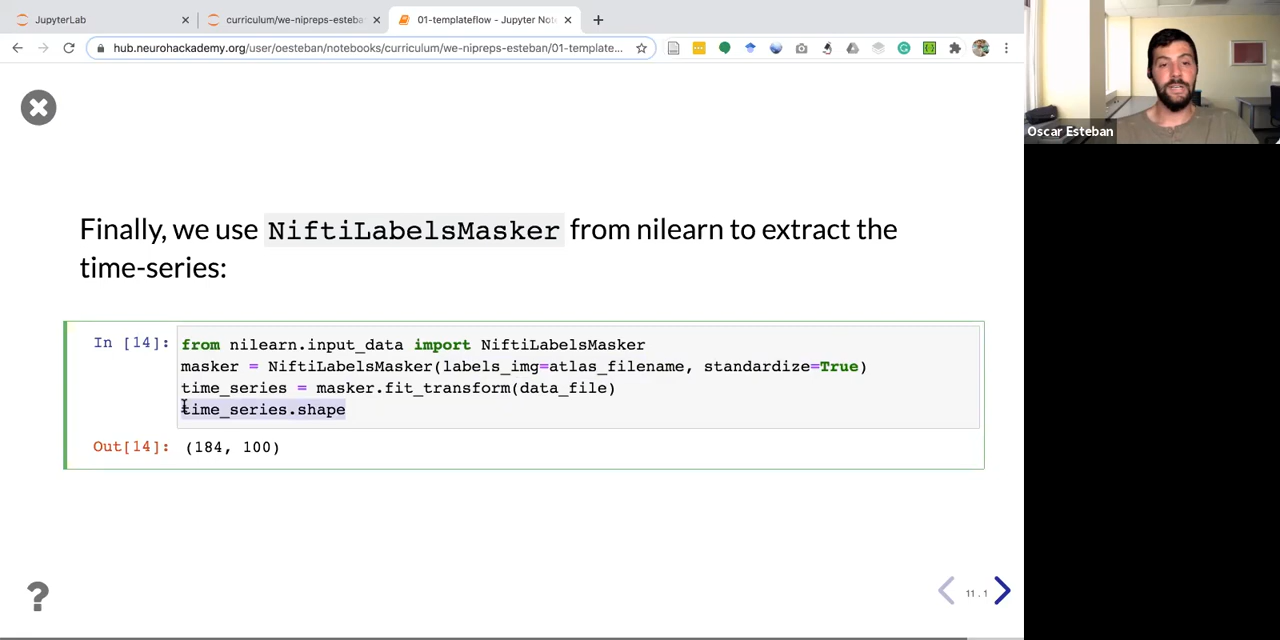 JupyterLab
curriculum/we-nipreps-esteba
01-templateflow - Jupyter Not
hub.neurohackademy.org/user/oesteban/notebooks/curriculum/we-nipreps-esteban/01-template...
Oscar Esteban
Finally, we use NiftiLabelsMasker from nilearn to extract the
time-series:
In [14]:
from nilearn.input_data import NiftiLabelsMasker
masker = NiftiLabelsMasker(labels_img=atlas_filename, standardize=True)
time_series = masker.fit_transform(data_file)
time_series.shape
Out[14]: (184, 100)
?
11.1